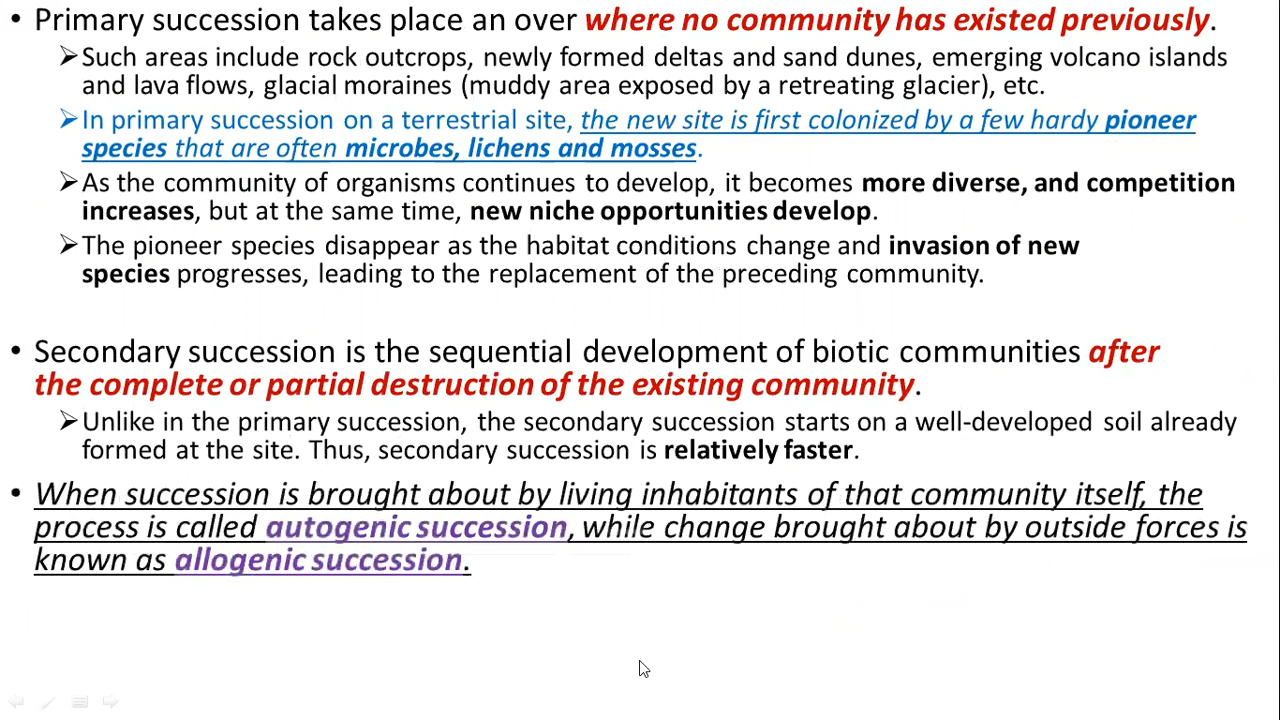 • Primary succession takes place an over where no community has existed previously.
➢Such areas include rock outcrops, newly formed deltas and sand dunes, emerging volcano islands
and lava flows, glacial moraines (muddy area exposed by a retreating glacier), etc.
➢In primary succession on a terrestrial site, the new site is first colonized by a few hardy pioneer
species that are often microbes, lichens and mosses.
➢As the community of organisms continues to develop, it becomes more diverse, and competition
increases, but at the same time, new niche opportunities develop.
➢The pioneer species disappear as the habitat conditions change and invasion of new
species progresses, leading to the replacement of the preceding community.
• Secondary succession is the sequential development of biotic communities after
the complete or partial destruction of the existing community.
➢Unlike in the primary succession, the secondary succession starts on a well-developed soil already
formed at the site. Thus, secondary succession is relatively faster.
• When succession is brought about by living inhabitants of that community itself, the
process is called autogenic succession, while change brought about by outside forces is
known as allogenic succession.